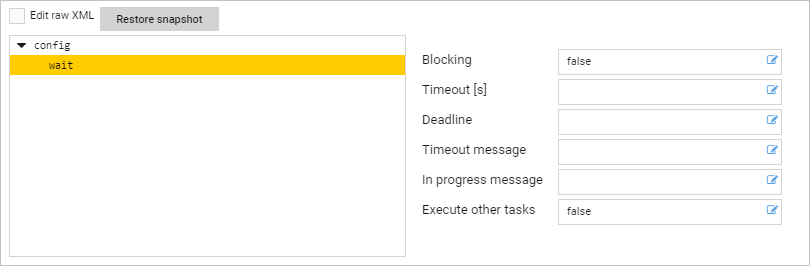 Edit raw XML
Restore snapshot
config
wait
Blocking
false
Timeout [s]
Deadline
Timeout message
In progress message
Execute other tasks
false